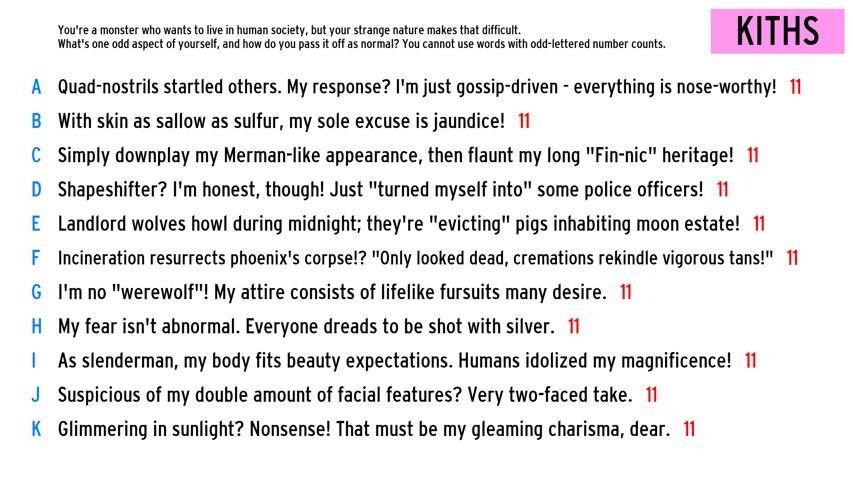 You're a monster who wants to live in human society, but your strange nature makes that difficult.
What's one odd aspect of yourself, and how do you pass it off as normal? You cannot use words with odd-lettered number counts.
KITHS
A Quad-nostrils startled others. My response? I'm just gossip-driven - everything is nose-worthy! 11
B With skin as sallow as sulfur, my sole excuse is jaundice! 11
C Simply downplay my Merman-like appearance, then flaunt my long "Fin-nic" heritage! 11
D Shapeshifter? I'm honest, though! Just "turned myself into" some police officers! 11
E Landlord wolves howl during midnight; they're "evicting" pigs inhabiting moon estate! 11
F Incineration resurrects phoenix's corpse!? "Only looked dead, cremations rekindle vigorous tans!" 11
G I'm no "werewolf"! My attire consists of lifelike fursuits many desire. 11
H My fear isn't abnormal. Everyone dreads to be shot with silver. 11
I As slenderman, my body fits beauty expectations. Humans idolized my magnificence! 11
J Suspicious of my double amount of facial features? Very two-faced take. 11
K Glimmering in sunlight? Nonsense! That must be my gleaming charisma, dear. 11